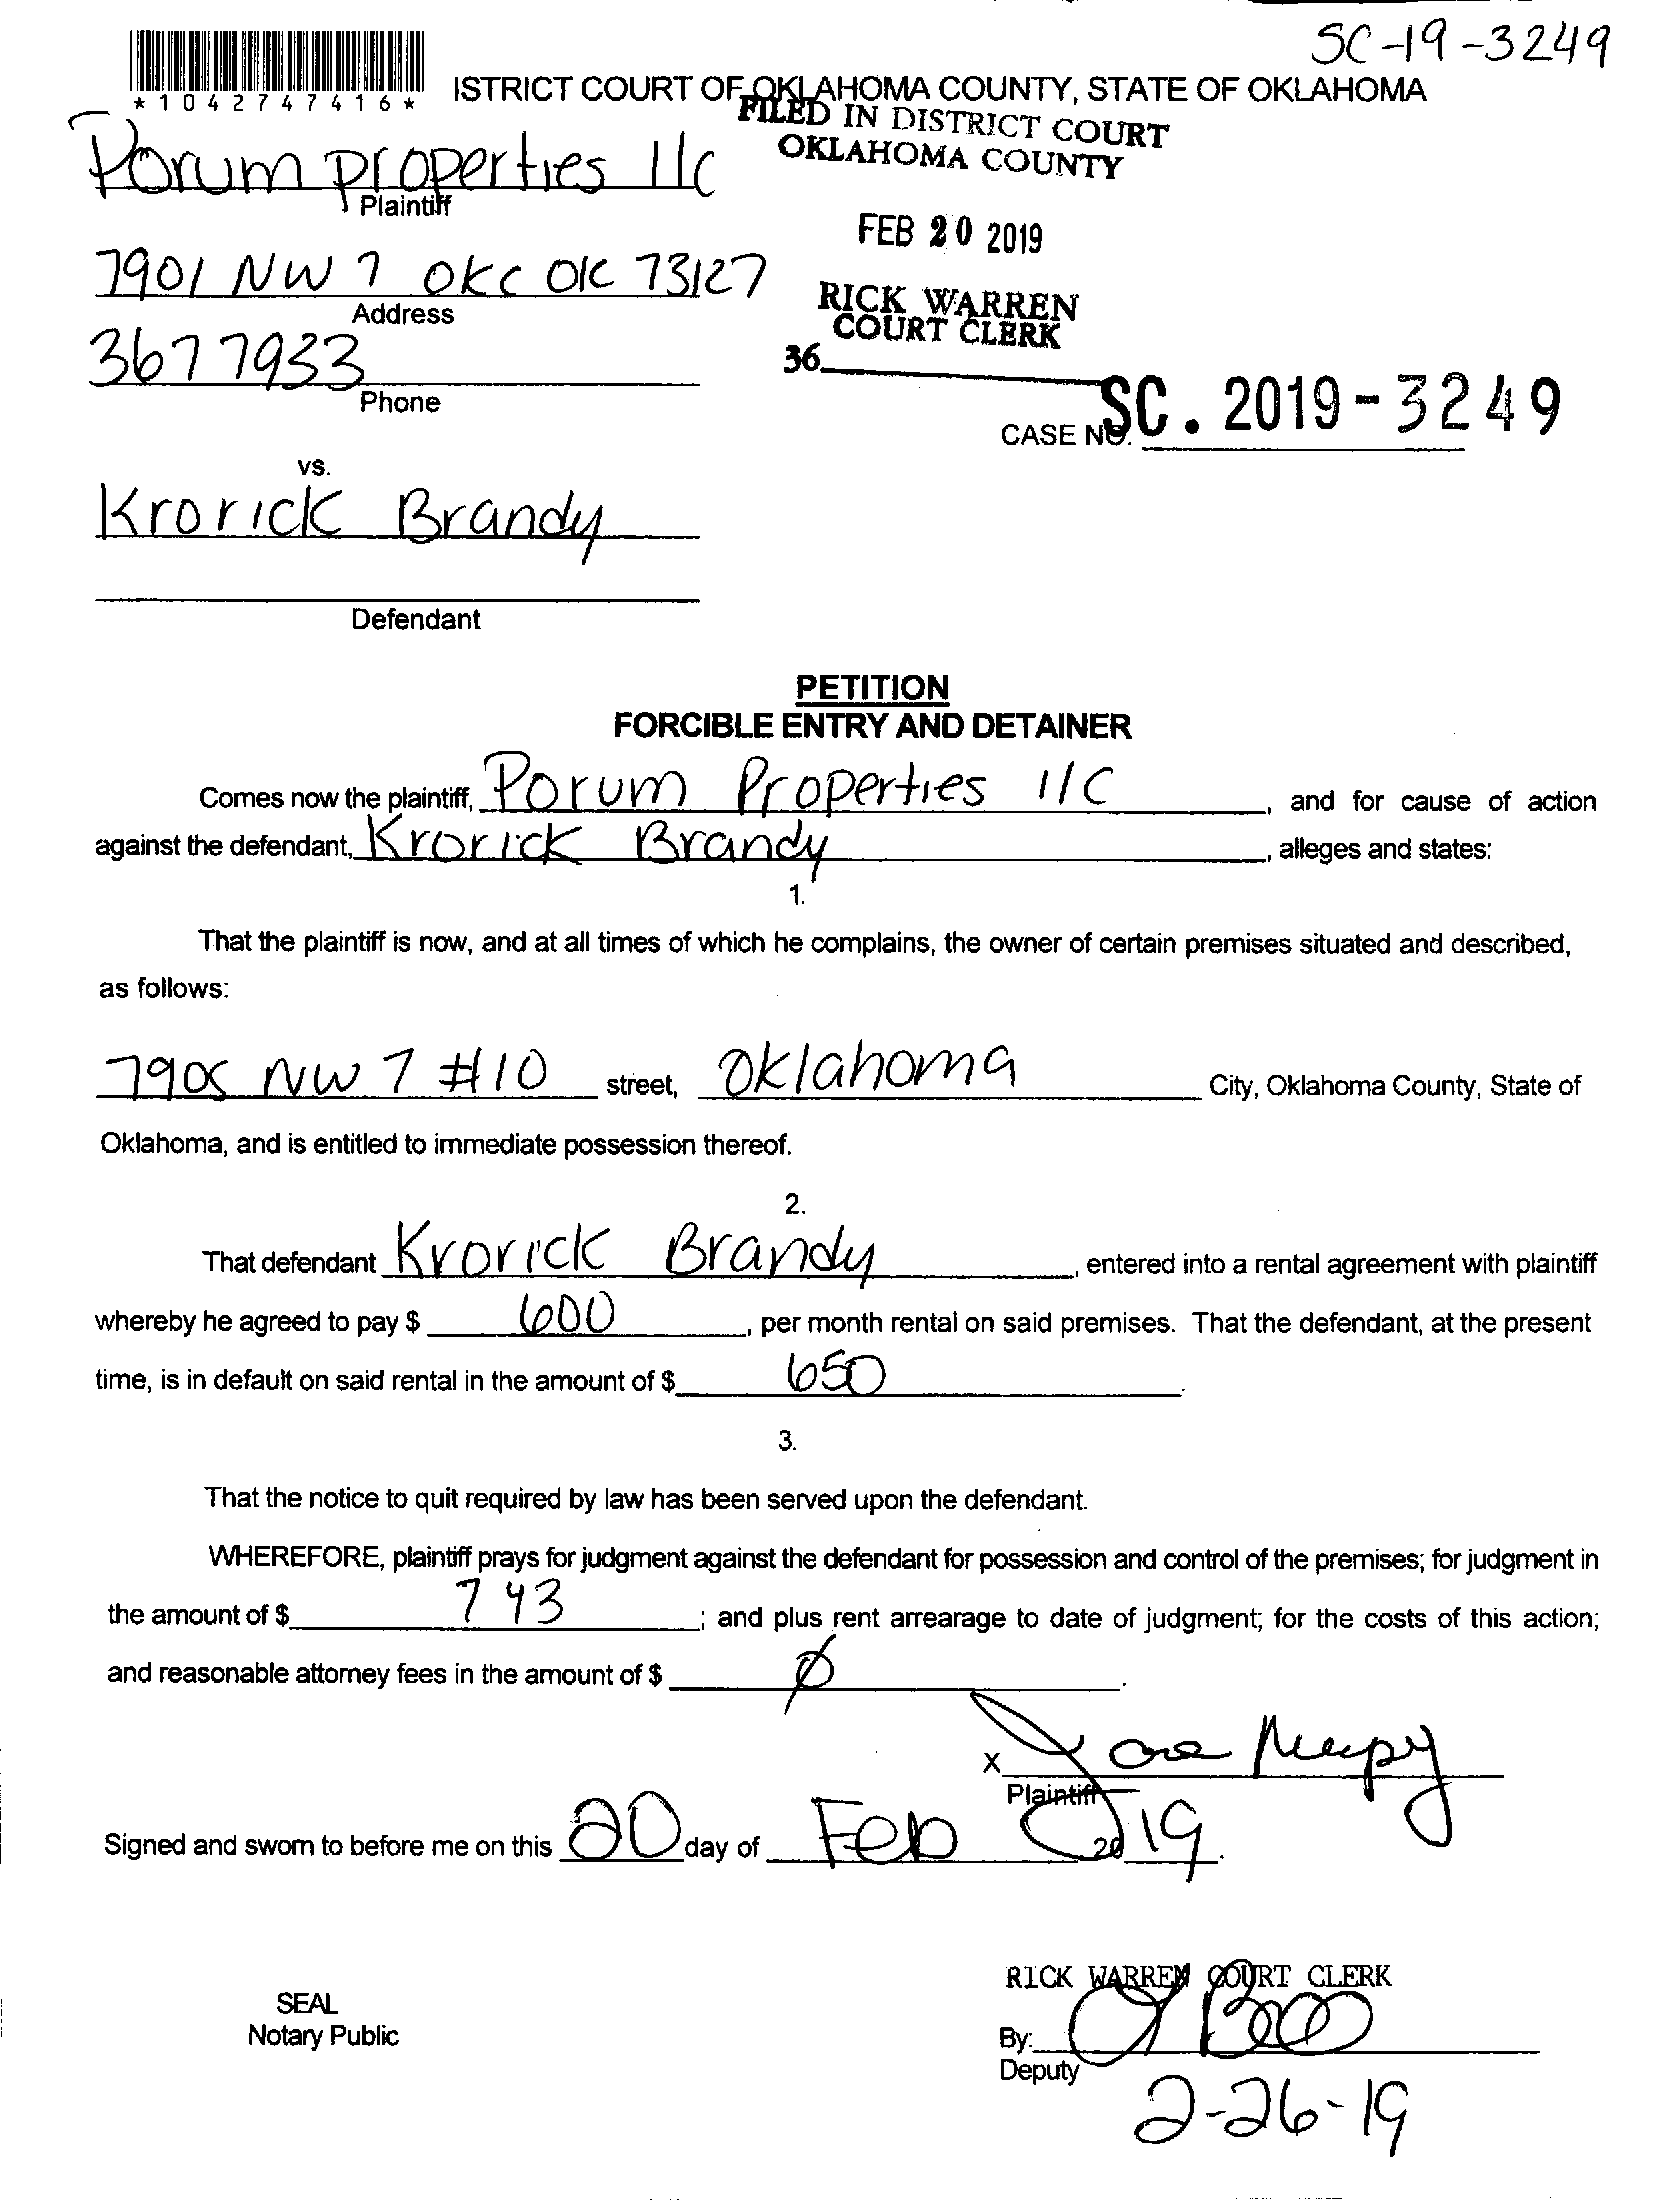 SC-19-3249
*1042747416*
ISTRICT COURT OF OKLAHOMA COUNTY, STATE OF OKLAHOMA
FILED IN DISTRICT COURT
OKLAHOMA COUNTY
Porum properties llc
Plaintiff
FEB 20 2019
7901 NW 7 OKC OK 73127
Address
RICK WARREN
COURT CLERK
3677933
Phone
36
CASE NO. SC. 2019-3249
vs.
Krorick Brandy
Defendant
PETITION
FORCIBLE ENTRY AND DETAINER
Comes now the plaintiff, Porum Properties llC, and for cause of action
against the defendant, Krorick Brandy, alleges and states:
1.
That the plaintiff is now, and at all times of which he complains, the owner of certain premises situated and described,
as follows:
7905 NW 7 #10 street, Oklahoma City, Oklahoma County, State of
Oklahoma, and is entitled to immediate possession thereof.
2.
That defendant Krorick Brandy, entered into a rental agreement with plaintiff
whereby he agreed to pay $ 600, per month rental on said premises. That the defendant, at the present
time, is in default on said rental in the amount of $ 650.
3.
That the notice to quit required by law has been served upon the defendant.
WHEREFORE, plaintiff prays for judgment against the defendant for possession and control of the premises; for judgment in
the amount of $ 743; and plus rent arrearage to date of judgment; for the costs of this action;
and reasonable attorney fees in the amount of $ Ø.
X
Plaintiff
Signed and sworn to before me on this 20 day of Feb 2019.
RICK WARREN COURT CLERK
SEAL
Notary Public
By:
Deputy
2-26-19